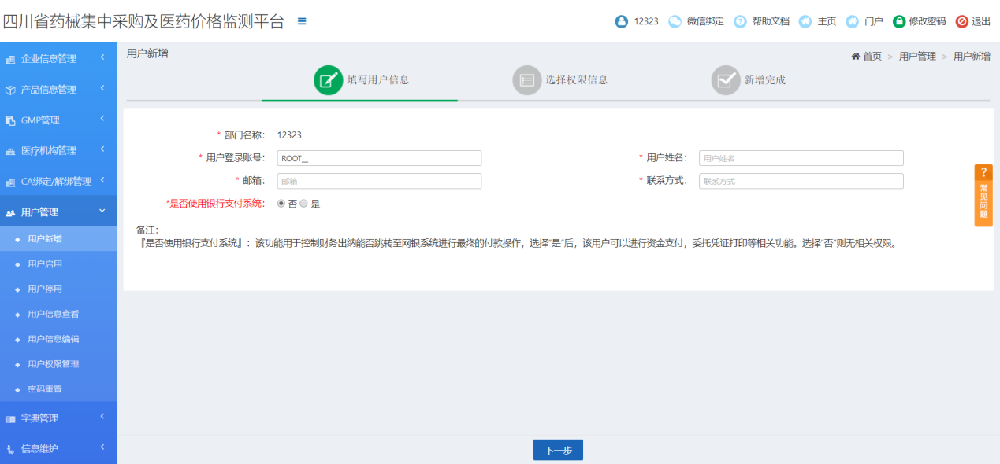 四川省药械集中采购及医药价格监测平台
12323 微信绑定 帮助文档 主页 门户 修改密码 退出
企业信息管理
产品信息管理
GMP管理
医疗机构管理
CA绑定/解绑管理
用户管理
用户新增
用户启用
用户停用
用户信息查看
用户信息编辑
用户权限管理
密码重置
字典管理
信息维护
用户新增
首页 > 用户管理 > 用户新增
填写用户信息 选择权限信息 新增完成
* 部门名称: 12323
* 用户登录账号: ROOT__ * 用户姓名: 用户姓名
* 邮箱: 邮箱 * 联系方式: 联系方式
*是否使用银行支付系统: 否 是
备注:
『是否使用银行支付系统』:该功能用于控制财务出纳能否跳转至网银系统进行最终的付款操作,选择"是"后,该用户可以进行资金支付,委托凭证打印等相关功能。选择"否"则无相关权限。
下一步
?
常见问题